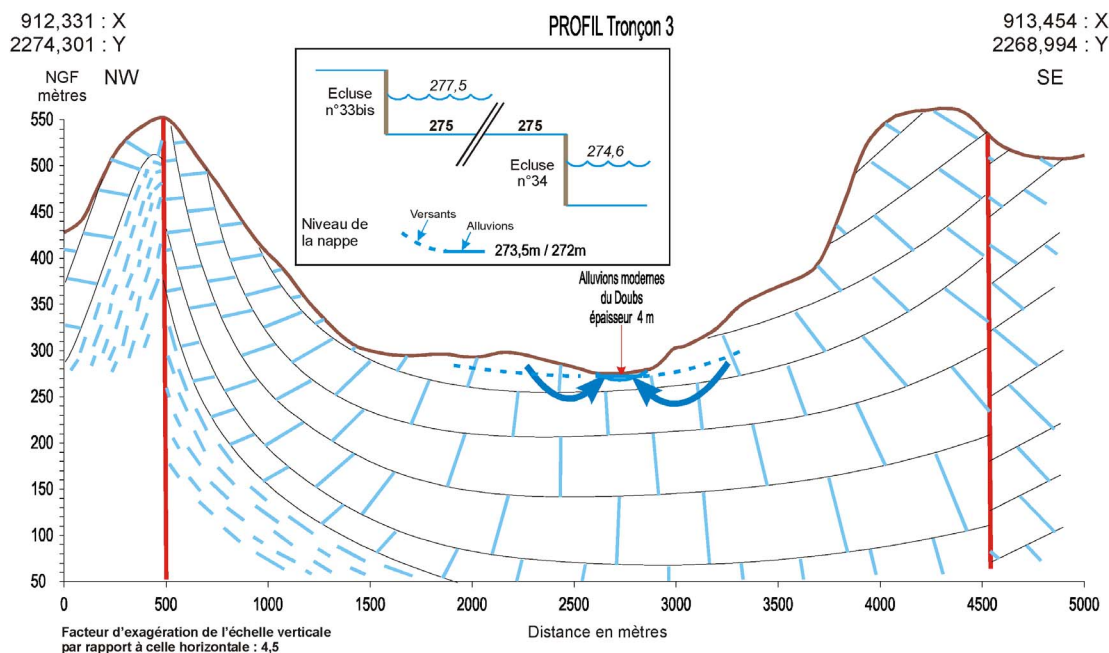 912,331 : X
2274,301 : Y
PROFIL Tronçon 3
913,454 : X
2268,994 : Y
NGF
mètres
NW
SE
Ecluse
n°33bis
277,5
275
275
Ecluse
n°34
274,6
Niveau de
la nappe
Versants
Alluvions
273,5m / 272m
Alluvions modernes
du Doubs
épaisseur 4 m
550
500
450
400
350
300
250
200
150
100
50
0
500
1000
1500
2000
2500
3000
3500
4000
4500
5000
Distance en mètres
Facteur d'exagération de l'échelle verticale
par rapport à celle horizontale : 4,5